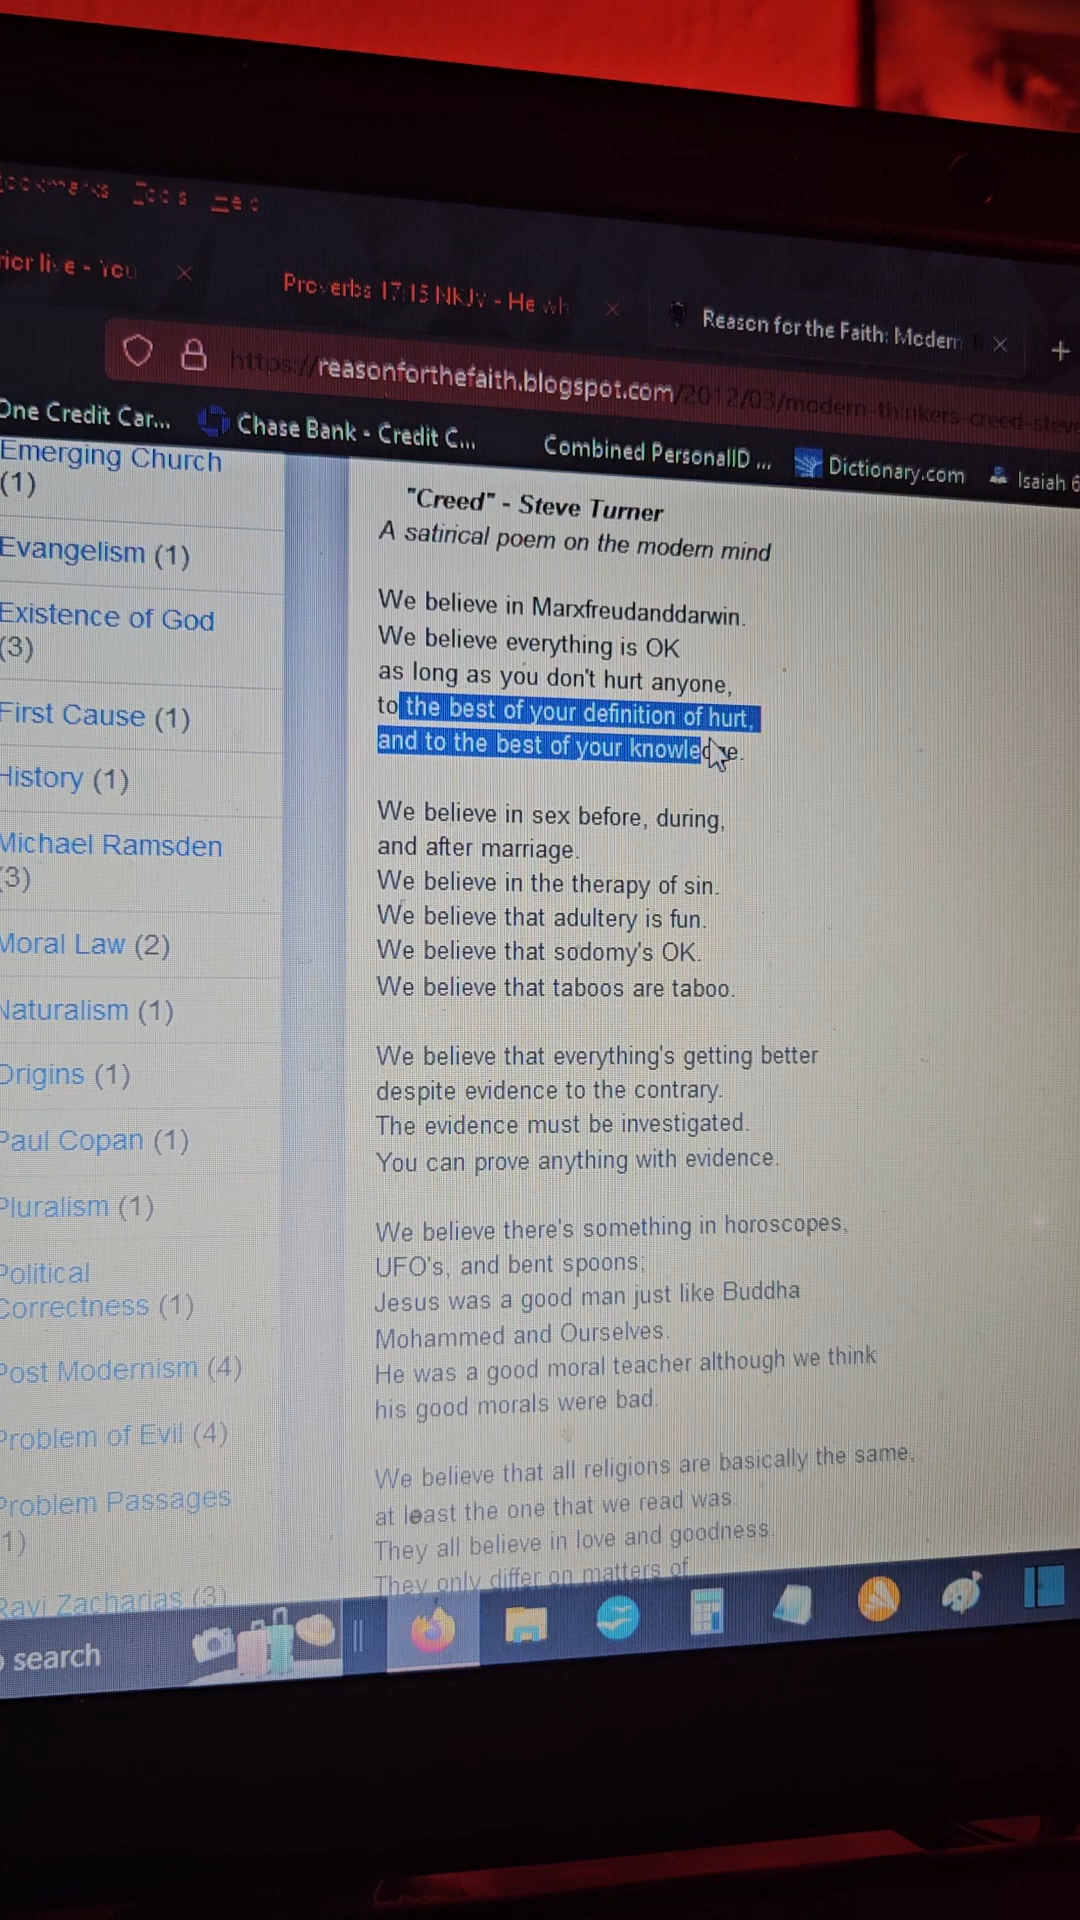 Proverbs 17:15 NKJV - He wh
Reason for the Faith: Modern T
https://reasonforthefaith.blogspot.com/2012/03/modern-thinkers-creed-steve
One Credit Car...
Chase Bank - Credit C...
Combined PersonalID ...
Dictionary.com
Isaiah 6
Emerging Church
(1)
Evangelism (1)
Existence of God
(3)
First Cause (1)
History (1)
Michael Ramsden
(3)
Moral Law (2)
Naturalism (1)
Origins (1)
Paul Copan (1)
Pluralism (1)
Political
Correctness (1)
Post Modernism (4)
Problem of Evil (4)
Problem Passages
(1)
Ravi Zacharias (3)
"Creed" - Steve Turner
A satirical poem on the modern mind
We believe in Marxfreudanddarwin.
We believe everything is OK
as long as you don't hurt anyone,
to the best of your definition of hurt,
and to the best of your knowledge.
We believe in sex before, during,
and after marriage.
We believe in the therapy of sin.
We believe that adultery is fun.
We believe that sodomy's OK.
We believe that taboos are taboo.
We believe that everything's getting better
despite evidence to the contrary.
The evidence must be investigated.
You can prove anything with evidence.
We believe there's something in horoscopes,
UFO's, and bent spoons;
Jesus was a good man just like Buddha
Mohammed and Ourselves.
He was a good moral teacher although we think
his good morals were bad.
We believe that all religions are basically the same,
at least the one that we read was.
They all believe in love and goodness.
They only differ on matters of
search